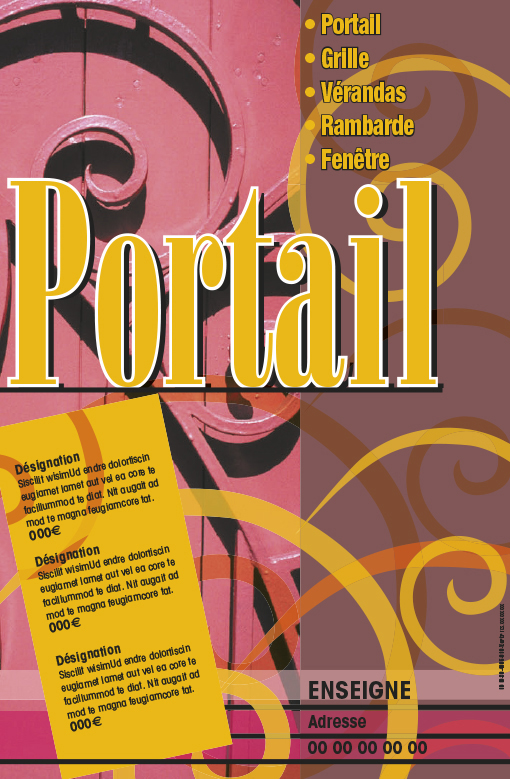 • Portail
• Grille
• Vérandas
• Rambarde
• Fenêtre
Portail
Désignation
Siscilit wisimUd endre dolortiscin
eugiamet lamet aut vel ea core te
facillummod te diat. Nit augait ad
mod te magna feugiamcore tat.
000€
Désignation
Siscilit wisimUd endre dolortiscin
eugiamet lamet aut vel ea core te
facillummod te diat. Nit augait ad
mod te magna feugiamcore tat.
000€
Désignation
Siscilit wisimUd endre dolortiscin
eugiamet lamet aut vel ea core te
facillummod te diat. Nit augait ad
mod te magna feugiamcore tat.
000€
ENSEIGNE
Adresse
00 00 00 00 00